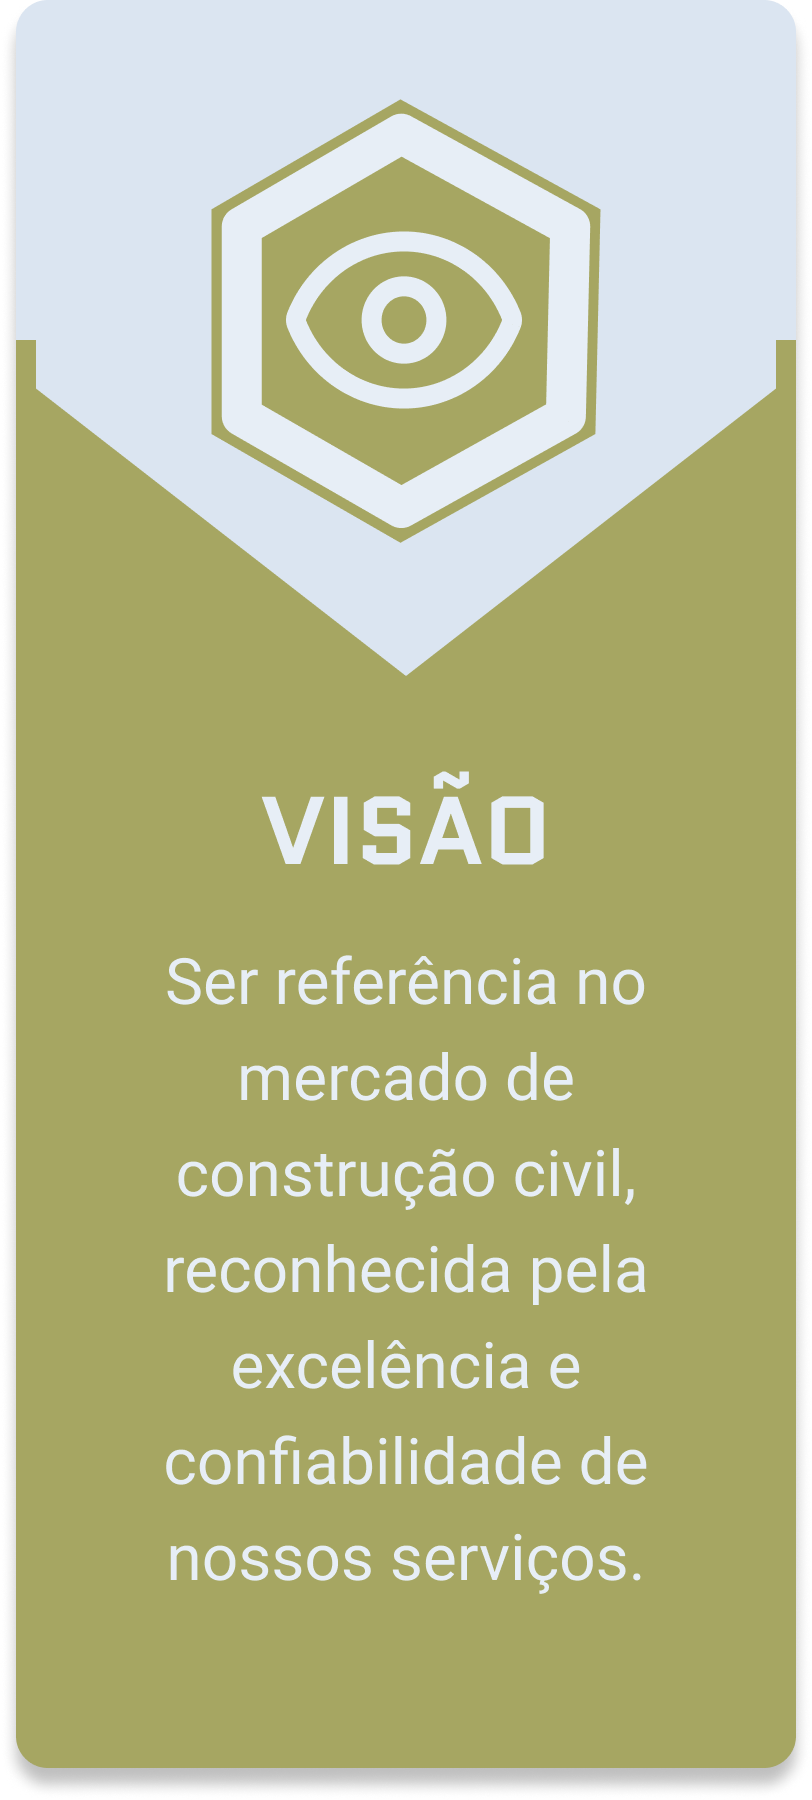 VISÃO
Ser referência no
mercado de
construção civil,
reconhecida pela
excelência e
confiabilidade de
nossos serviços.